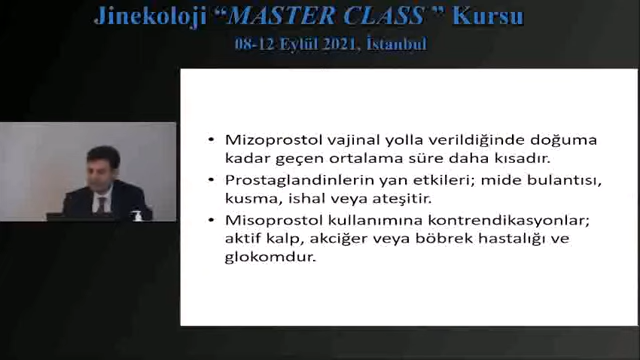 Jinekoloji “MASTER CLASS ” Kursu
08-12 Eylül 2021, İstanbul
• Mizoprostol vajinal yolla verildiğinde doğuma
kadar geçen ortalama süre daha kısadır.
• Prostaglandinlerin yan etkileri; mide bulantısı,
kusma, ishal veya ateşitir.
• Misoprostol kullanımına kontrendikasyonlar;
aktif kalp, akciğer veya böbrek hastalığı ve
glokomdur.